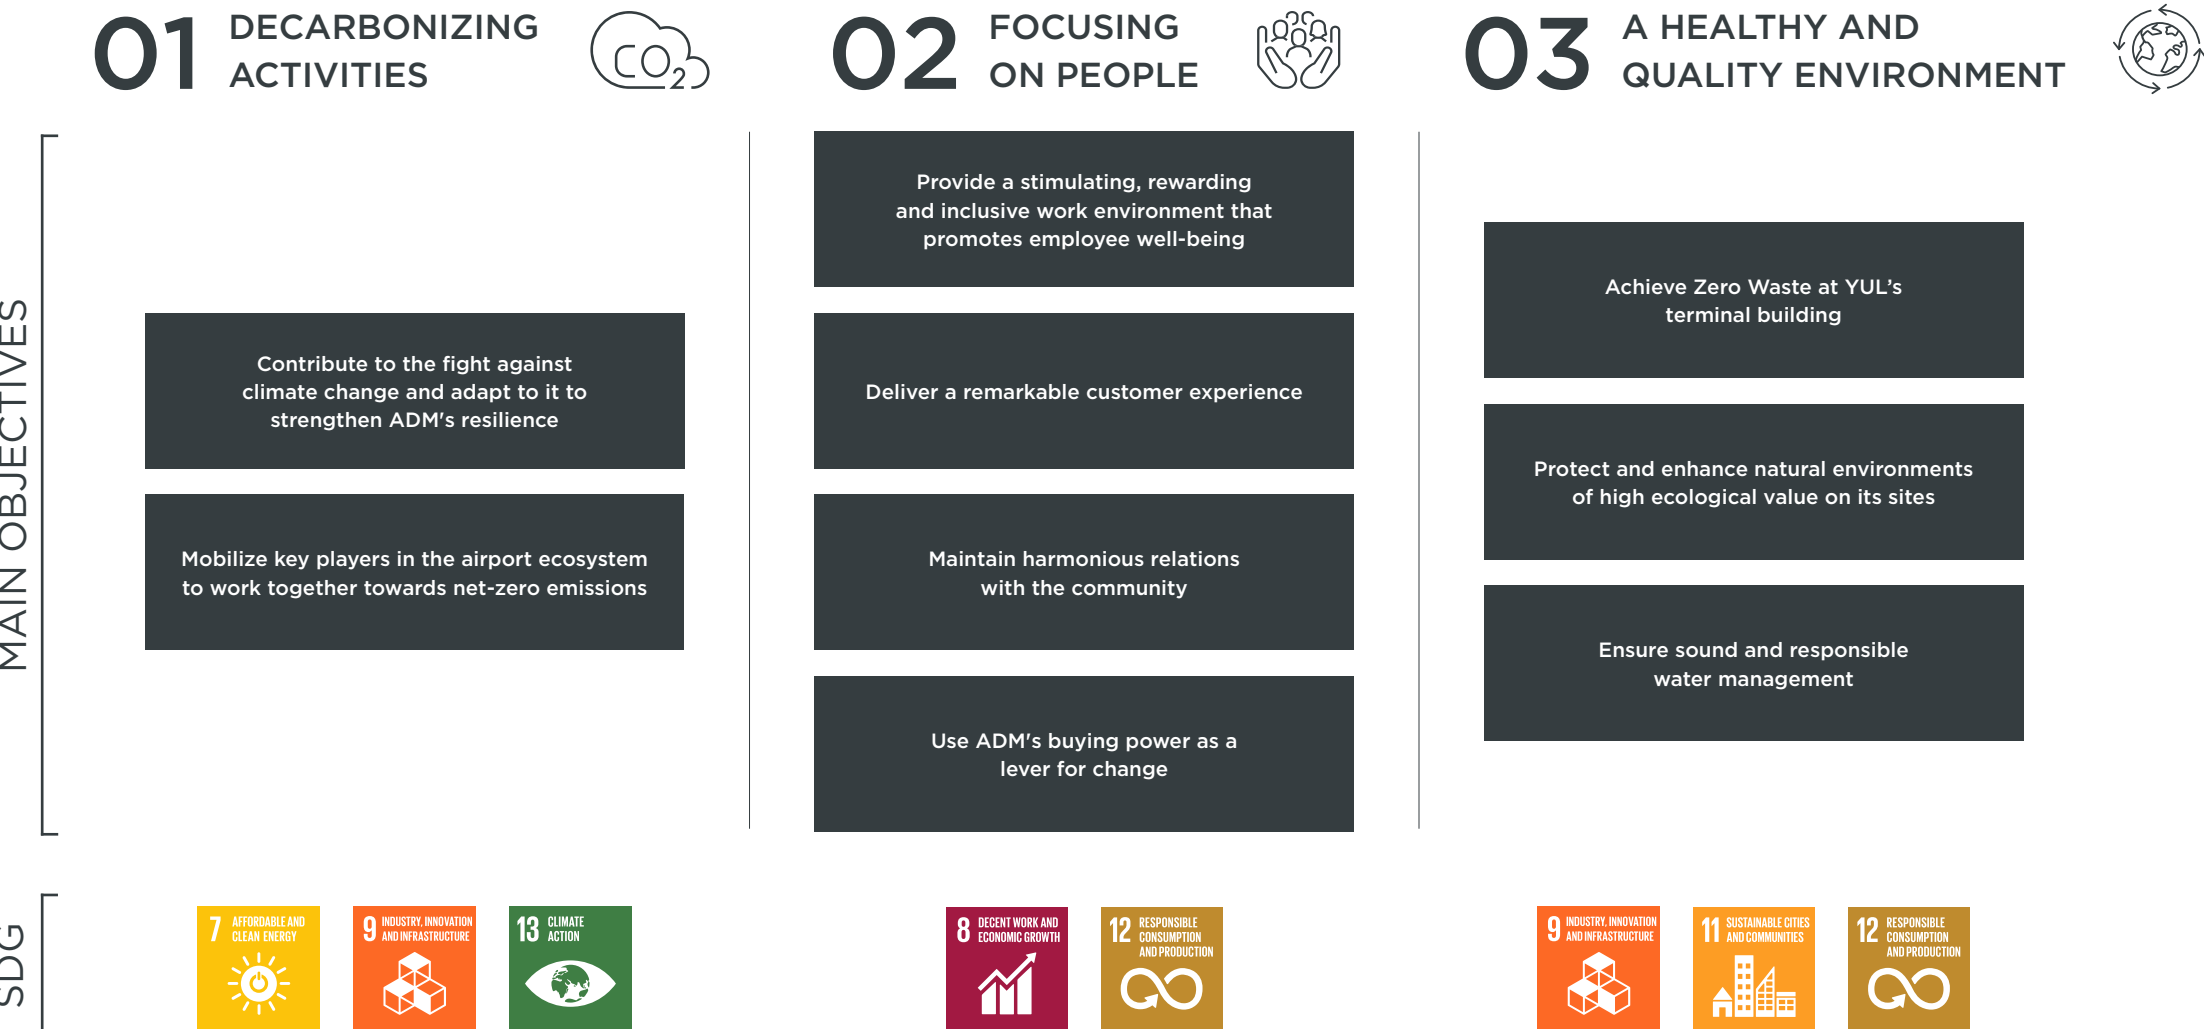 01
DECARBONIZING
ACTIVITIES
CO2
02
FOCUSING
ON PEOPLE
03
A HEALTHY AND
QUALITY ENVIRONMENT
MAIN OBJECTIVES
Contribute to the fight against
climate change and adapt to it to
strengthen ADM's resilience
Mobilize key players in the airport ecosystem
to work together towards net-zero emissions
Provide a stimulating, rewarding
and inclusive work environment that
promotes employee well-being
Deliver a remarkable customer experience
Maintain harmonious relations
with the community
Use ADM's buying power as a
lever for change
Achieve Zero Waste at YUL’s
terminal building
Protect and enhance natural environments
of high ecological value on its sites
Ensure sound and responsible
water management
SDG
7 AFFORDABLE AND
CLEAN ENERGY
9 INDUSTRY, INNOVATION
AND INFRASTRUCTURE
13 CLIMATE
ACTION
8 DECENT WORK AND
ECONOMIC GROWTH
12 RESPONSIBLE
CONSUMPTION
AND PRODUCTION
9 INDUSTRY, INNOVATION
AND INFRASTRUCTURE
11 SUSTAINABLE CITIES
AND COMMUNITIES
12 RESPONSIBLE
CONSUMPTION
AND PRODUCTION